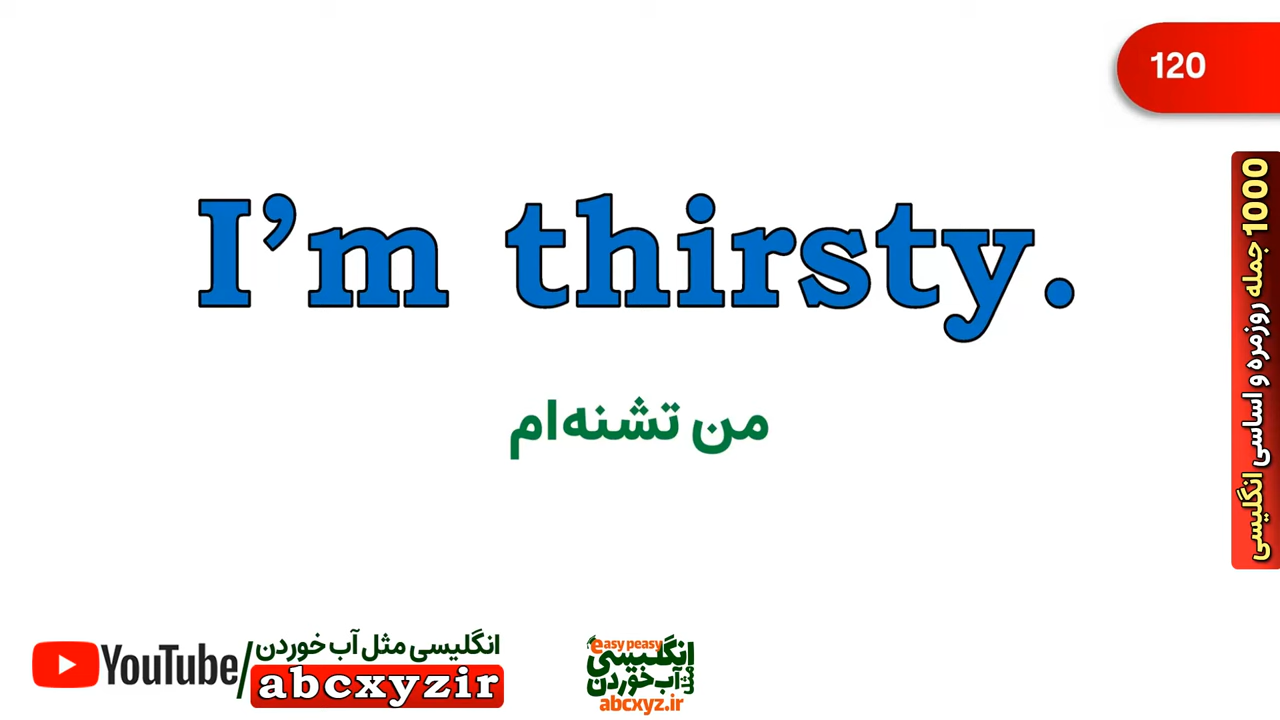 120
I’m thirsty.
من تشنه‌ام
1000 جمله روزمره و اساسی انگلیسی
YouTube/
انگلیسی مثل آب خوردن
abcxyzir
easy peasy
انگلیسی
مثل آب خوردن
abcxyz.ir